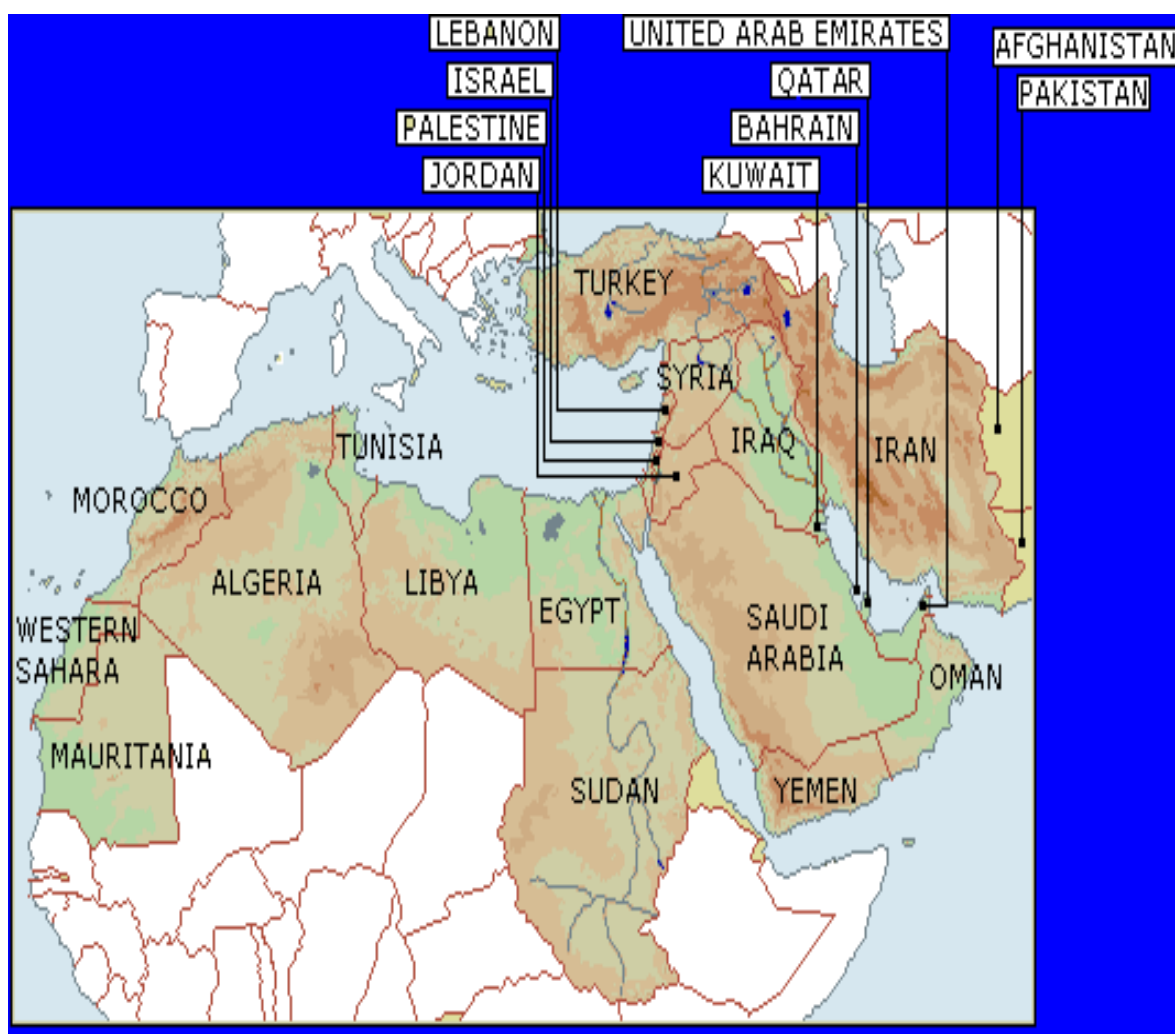 LEBANON
UNITED ARAB EMIRATES
AFGHANISTAN
ISRAEL
QATAR
PAKISTAN
PALESTINE
BAHRAIN
JORDAN
KUWAIT
TURKEY
SYRIA
TUNISIA
IRAQ
IRAN
MOROCCO
ALGERIA
LIBYA
EGYPT
SAUDI
ARABIA
WESTERN
SAHARA
OMAN
MAURITANIA
SUDAN
YEMEN